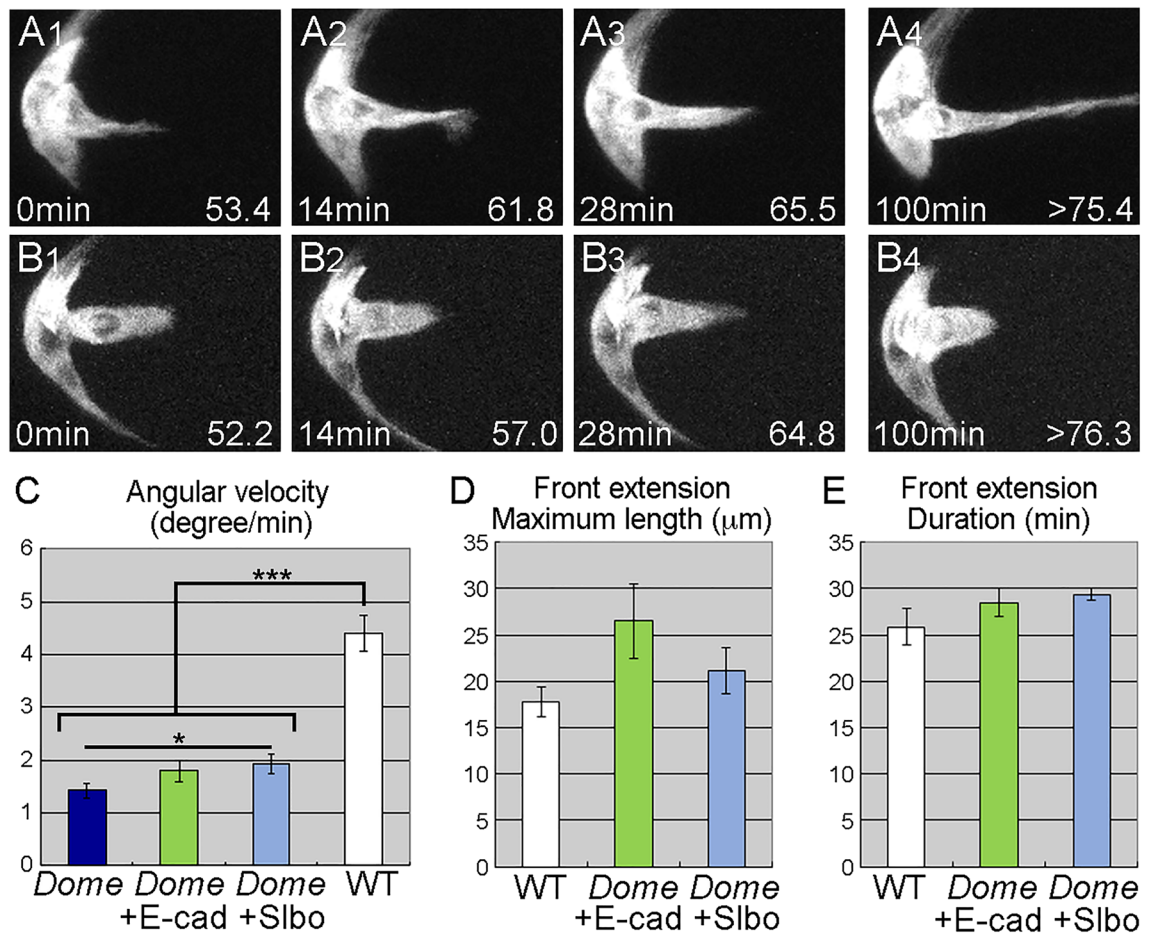 A1 A2 A3 A4
0min 53.4 14min 61.8 28min 65.5 100min >75.4
B1 B2 B3 B4
0min 52.2 14min 57.0 28min 64.8 100min >76.3
C Angular velocity
(degree/min)
6
5
4
3
2
1
0
***
*
Dome Dome Dome WT
+E-cad +Slbo
D Front extension
Maximum length (μm)
35
30
25
20
15
10
5
0
WT Dome Dome
+E-cad +Slbo
E Front extension
Duration (min)
35
30
25
20
15
10
5
0
WT Dome Dome
+E-cad +Slbo